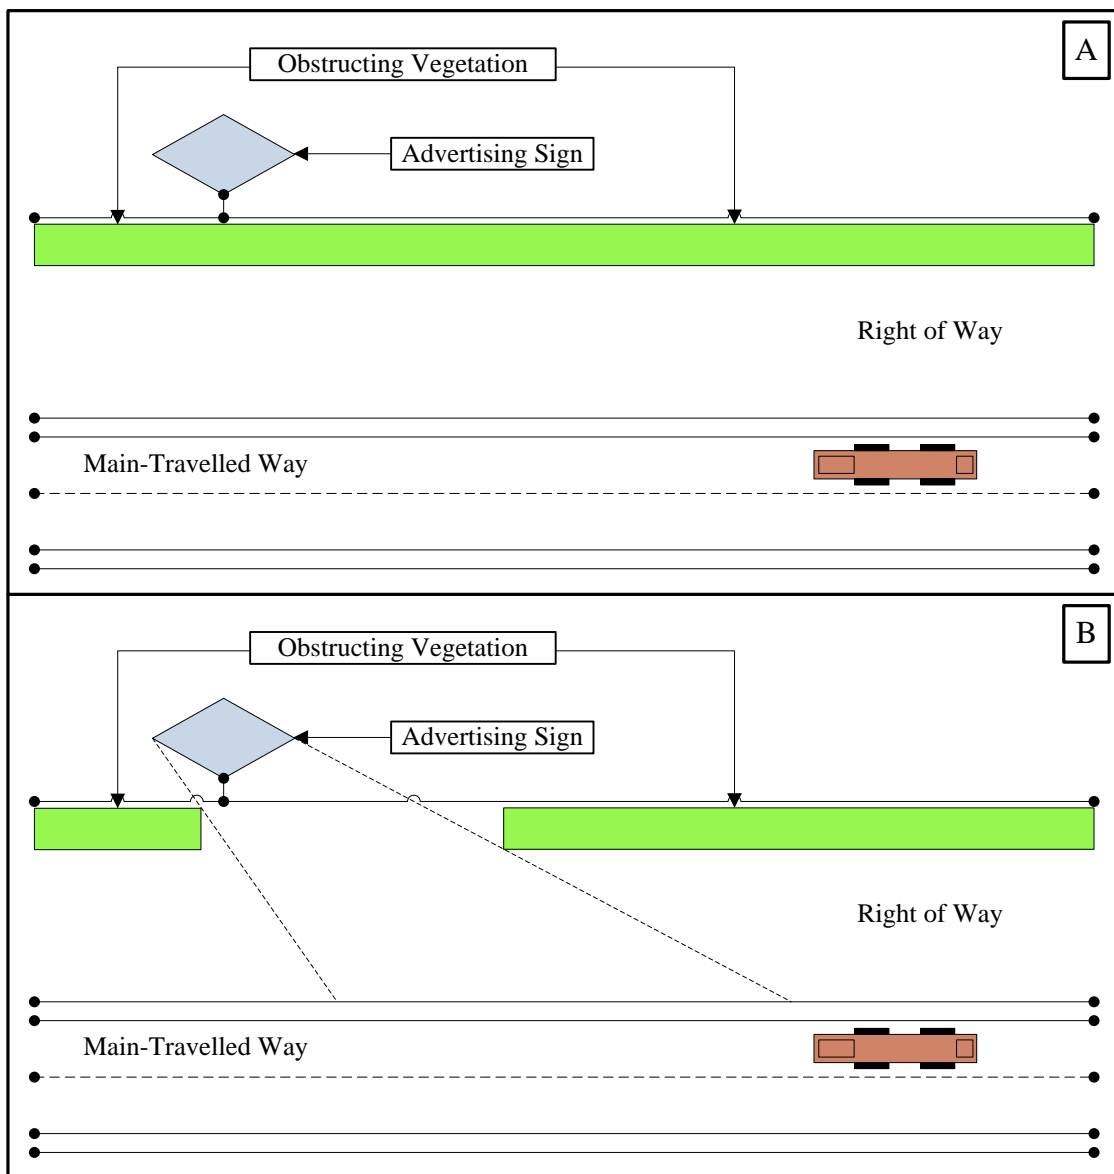 A
Obstructing Vegetation
Advertising Sign
Right of Way
Main-Travelled Way
B
Obstructing Vegetation
Advertising Sign
Right of Way
Main-Travelled Way